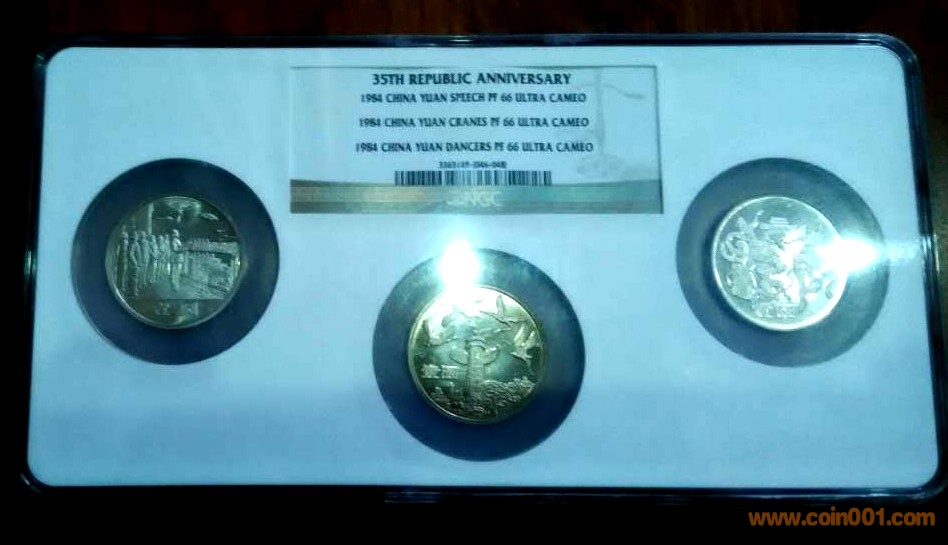 35TH REPUBLIC ANNIVERSARY
1984 CHINA YUAN SPEECH PF 66 ULTRA CAMEO
1984 CHINA YUAN CRANES PF 66 ULTRA CAMEO
1984 CHINA YUAN DANCERS PF 66 ULTRA CAMEO
NGC
www.coin001.com